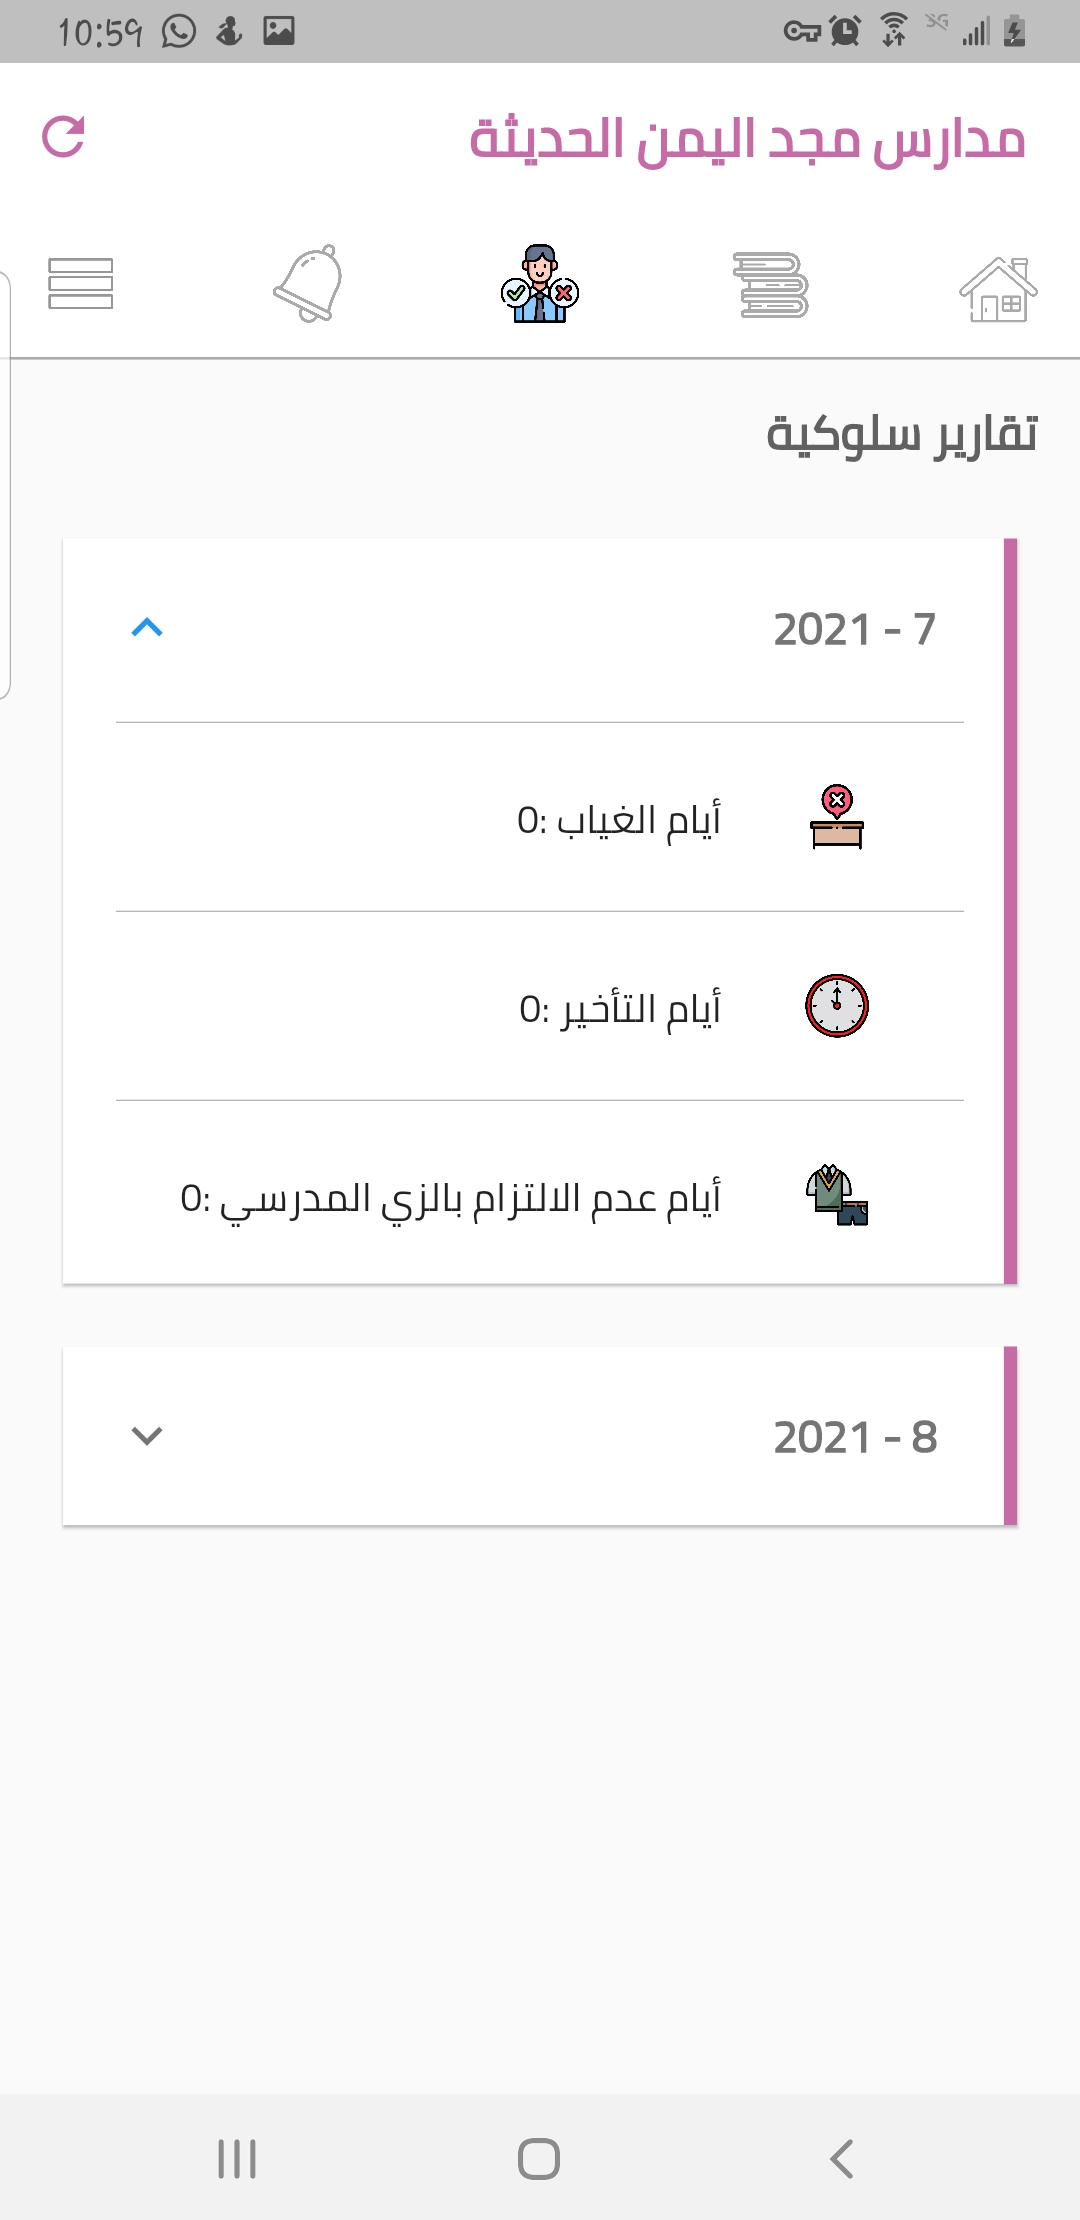 10:59
3G
مدارس مجد اليمن الحديثة
تقارير سلوكية
2021 - 7
أيام الغياب :0
أيام التأخير :0
أيام عدم الالتزام بالزي المدرسي :0
2021 - 8